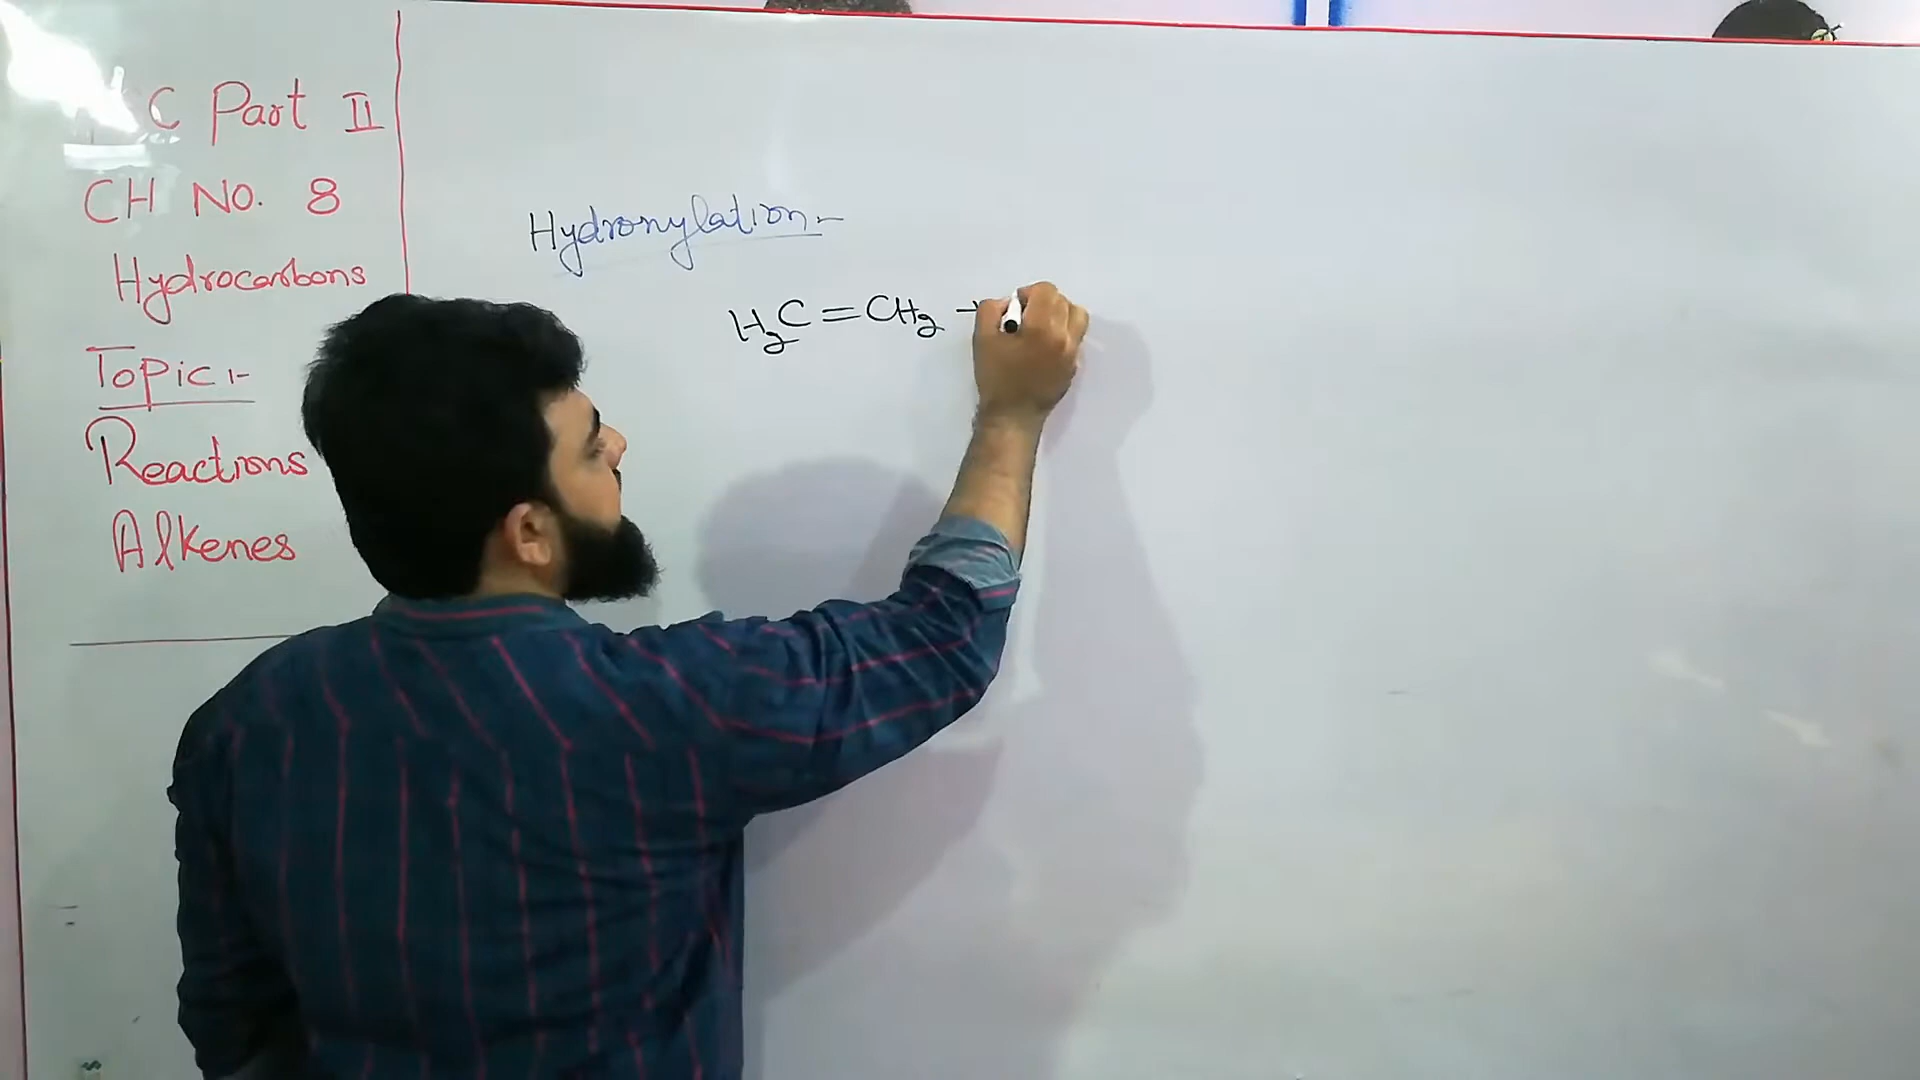 C Part II
CH NO. 8
Hydrocarbons
Topic:-
Reactions
Alkenes
Hydroxylation:-
H₂C=CH₂ +